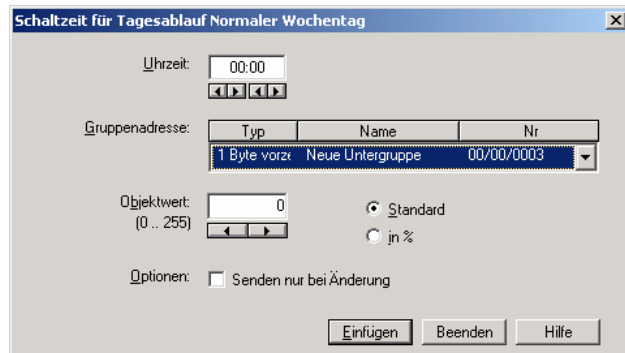 Schaltzeit für Tagesablauf Normaler Wochentag
Uhrzeit: 00:00
Gruppenadresse: Typ Name Nr
1 Byte vorze Neue Untergruppe 00/00/0003
Objektwert: 0 Standard
(0 .. 255) in %
Optionen: Senden nur bei Änderung
Einfügen Beenden Hilfe